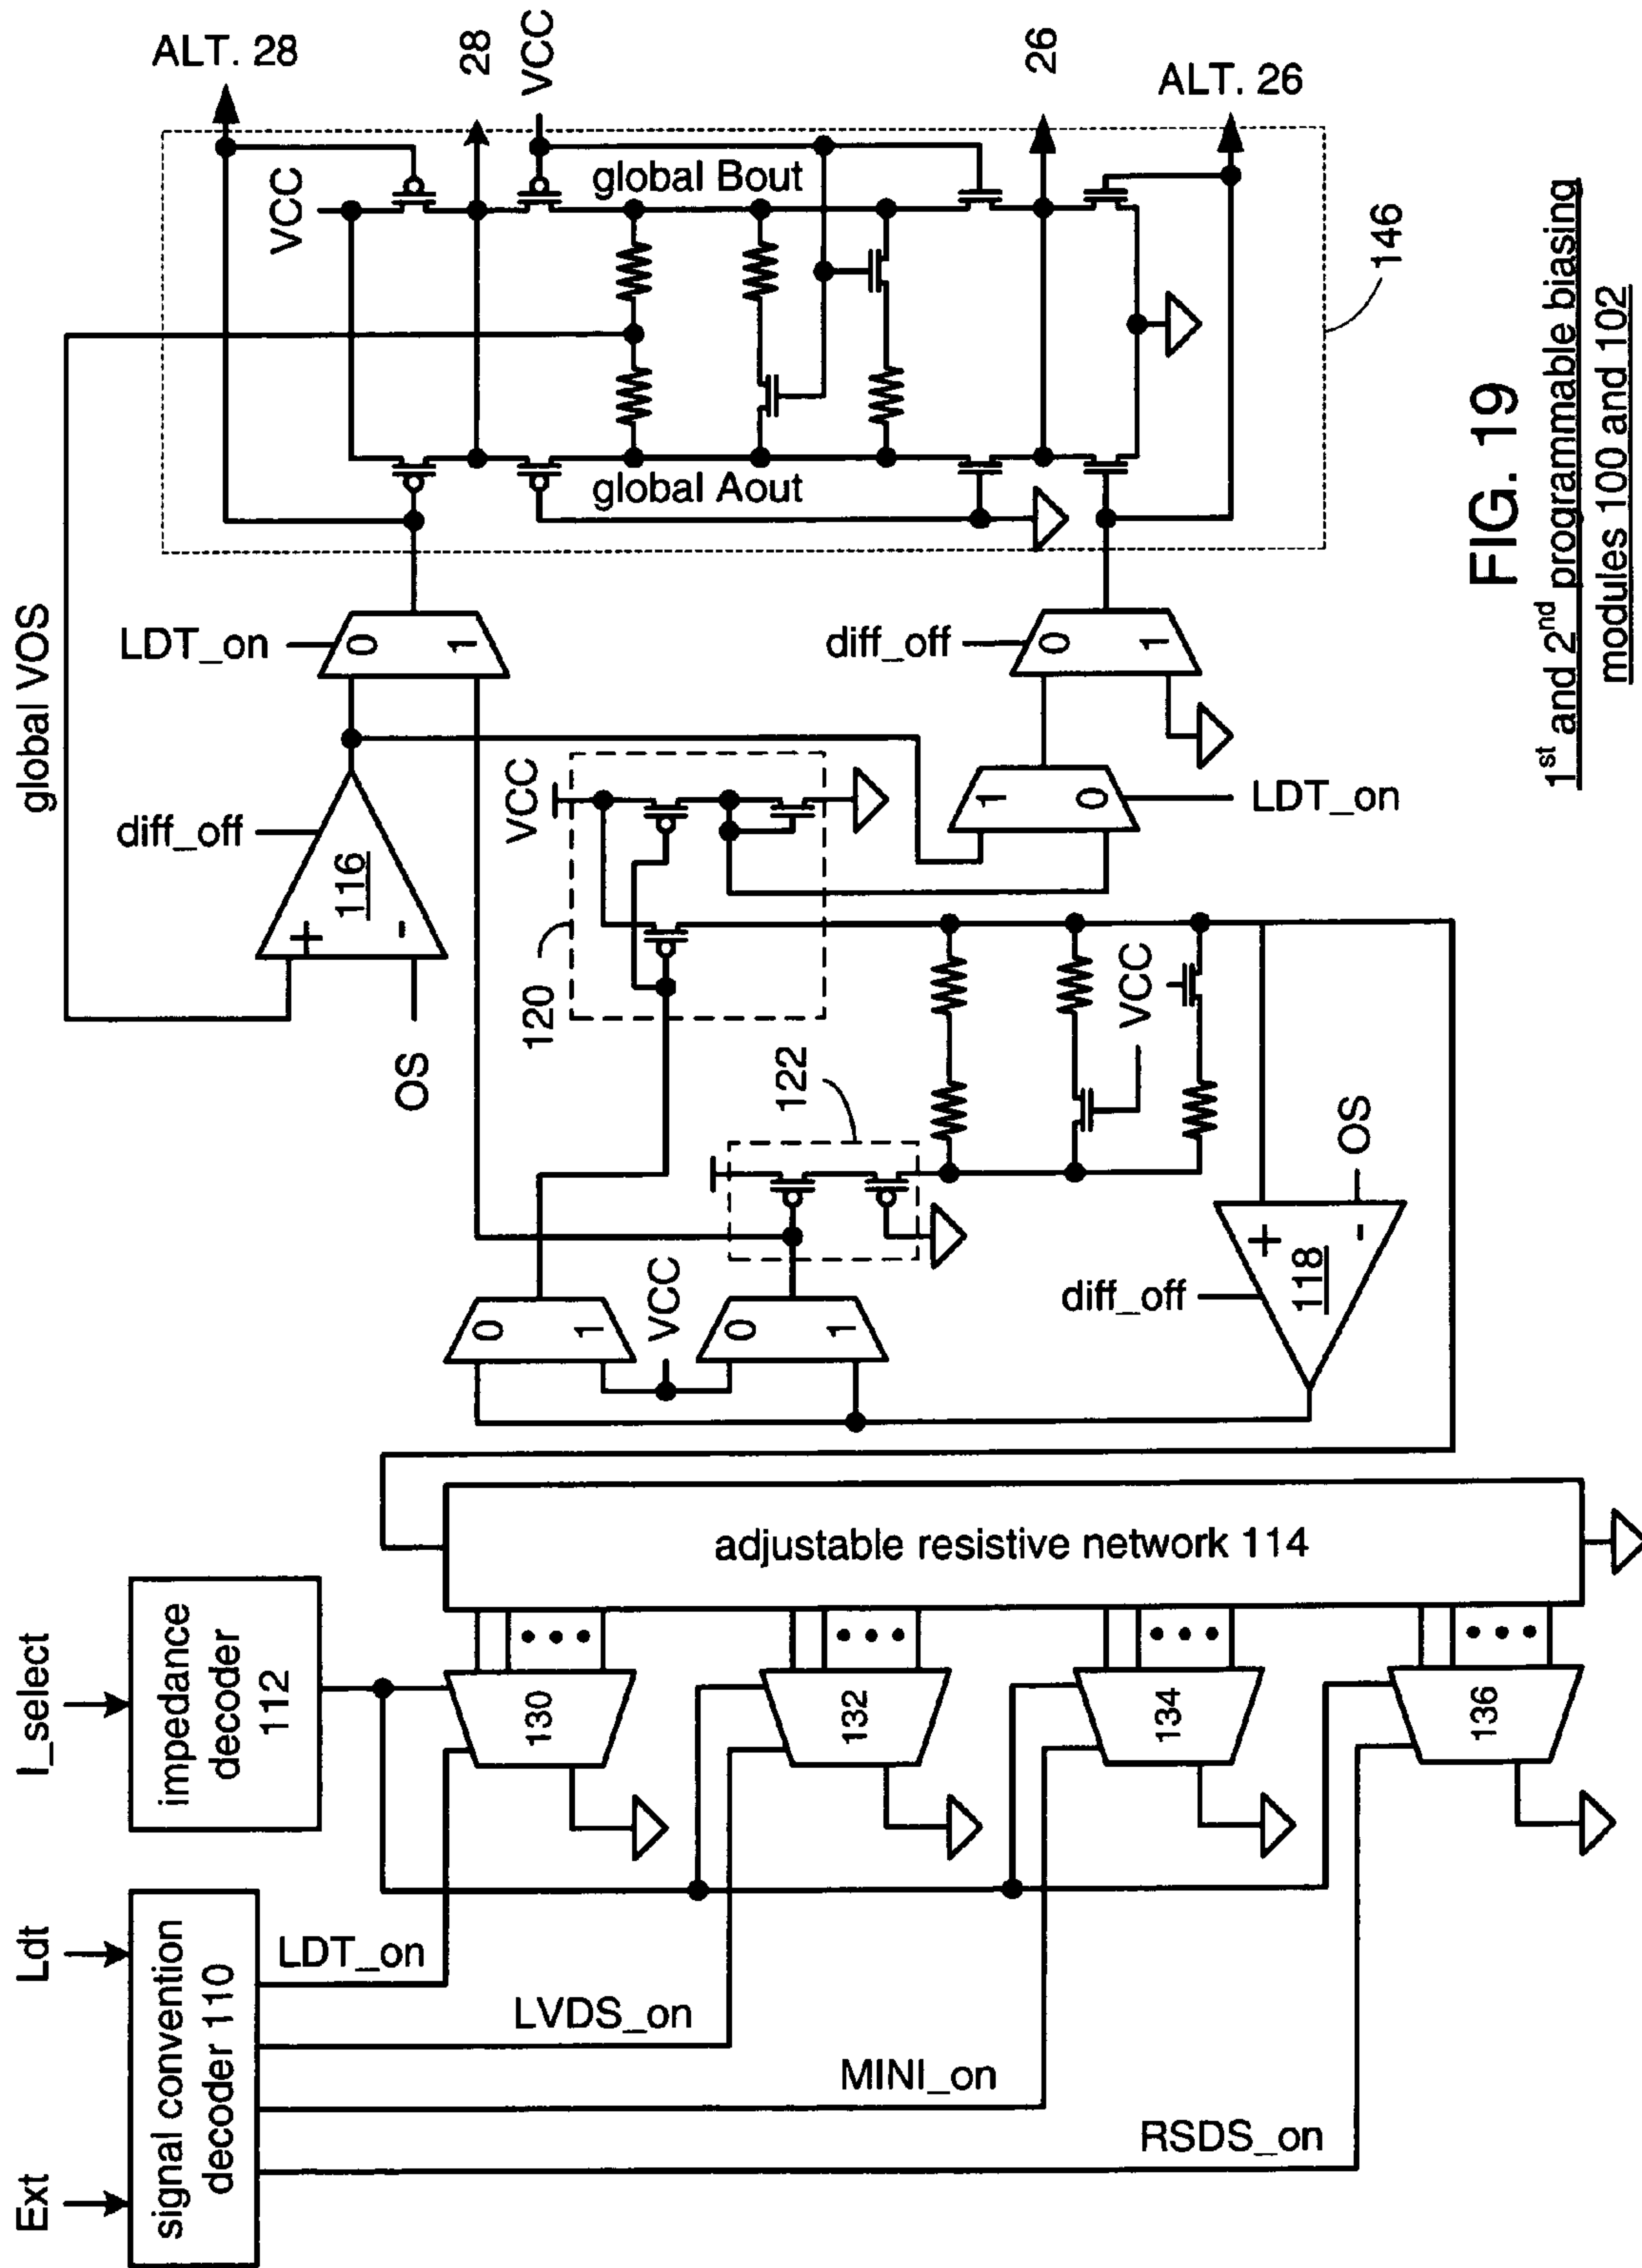 Ext
Ldt
I_select
signal convention
decoder 110
impedance
decoder
112
LDT_on
LVDS_on
MINI_on
RSDS_on
130
132
134
136
adjustable resistive network 114
0
1
VCC
0
1
diff_off
118
+
-
OS
122
VCC
120
VCC
OS
116
+
-
diff_off
global VOS
LDT_on
0
1
1
0
LDT_on
diff_off
0
1
global Aout
global Bout
VCC
ALT. 28
28
VCC
26
ALT. 26
146
FIG. 19
1st and 2nd programmable biasing
modules 100 and 102